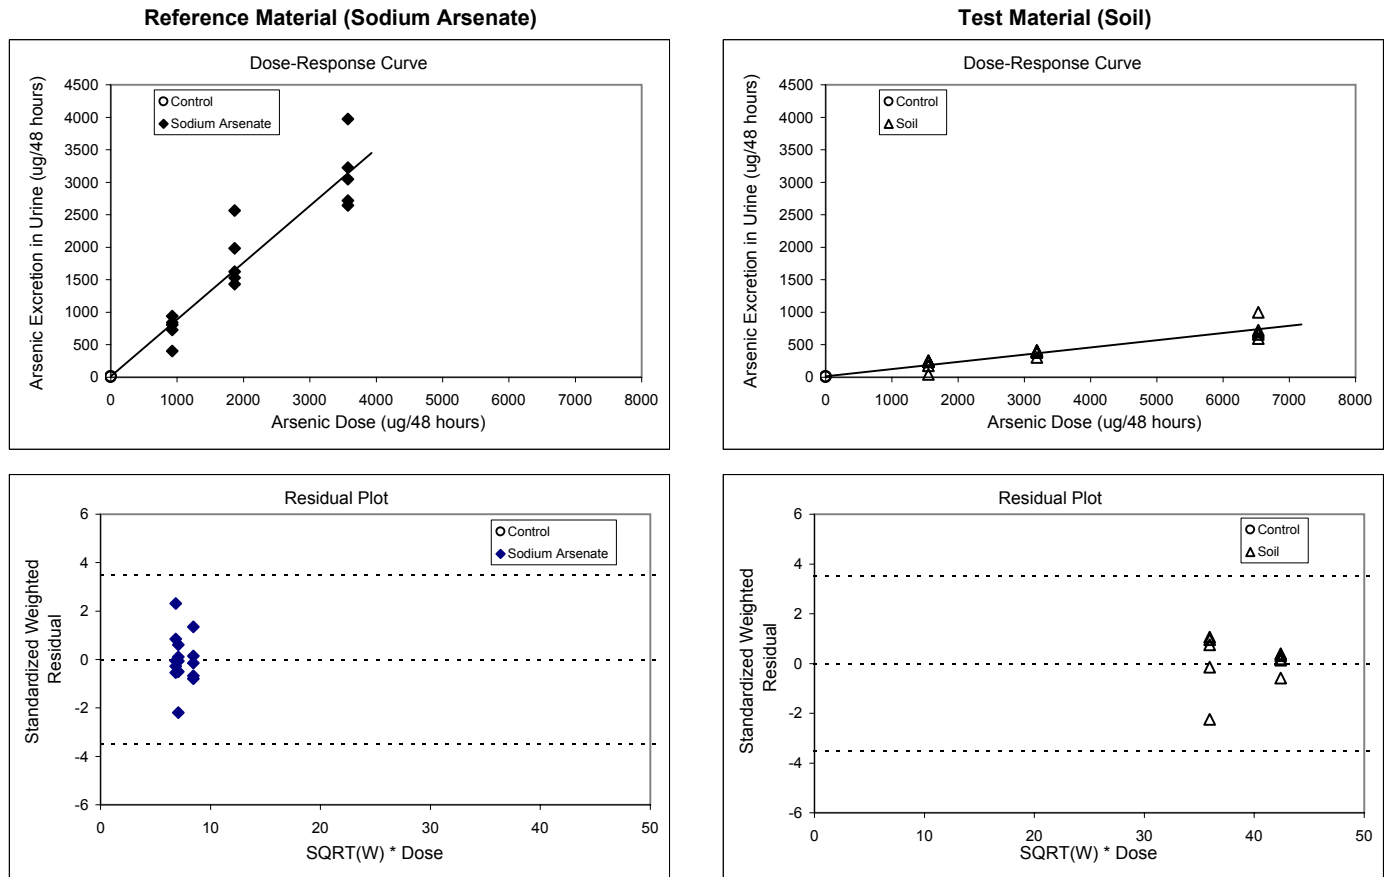 Reference Material (Sodium Arsenate)
Dose-Response Curve
Arsenic Excretion in Urine (ug/48 hours)
4500
4000
3500
3000
2500
2000
1500
1000
500
0
Control
Sodium Arsenate
0 1000 2000 3000 4000 5000 6000 7000 8000
Arsenic Dose (ug/48 hours)
Test Material (Soil)
Dose-Response Curve
Arsenic Excretion in Urine (ug/48 hours)
4500
4000
3500
3000
2500
2000
1500
1000
500
0
Control
Soil
0 1000 2000 3000 4000 5000 6000 7000 8000
Arsenic Dose (ug/48 hours)
Residual Plot
Standardized Weighted
Residual
6
4
2
0
-2
-4
-6
Control
Sodium Arsenate
0 10 20 30 40 50
SQRT(W) * Dose
Residual Plot
Standardized Weighted
Residual
6
4
2
0
-2
-4
-6
Control
Soil
0 10 20 30 40 50
SQRT(W) * Dose